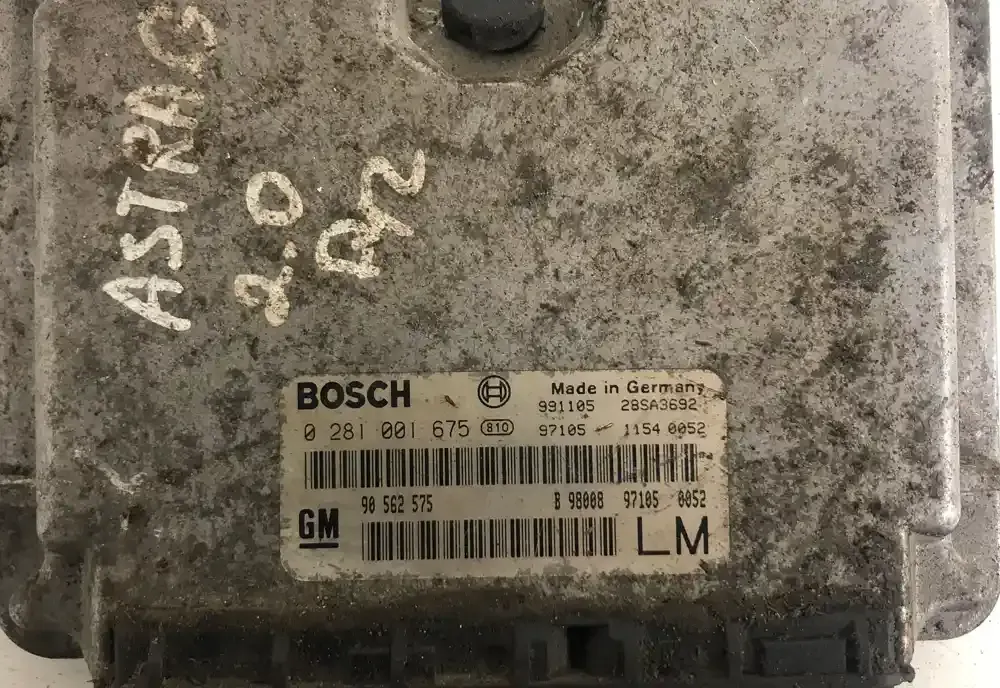 ASTRA G
2.0
BOSCH Made in Germany
991105 28SA3692
0 281 001 675 810 97105 1154 0052
90 562 575 B 98008 97105 0052
GM LM